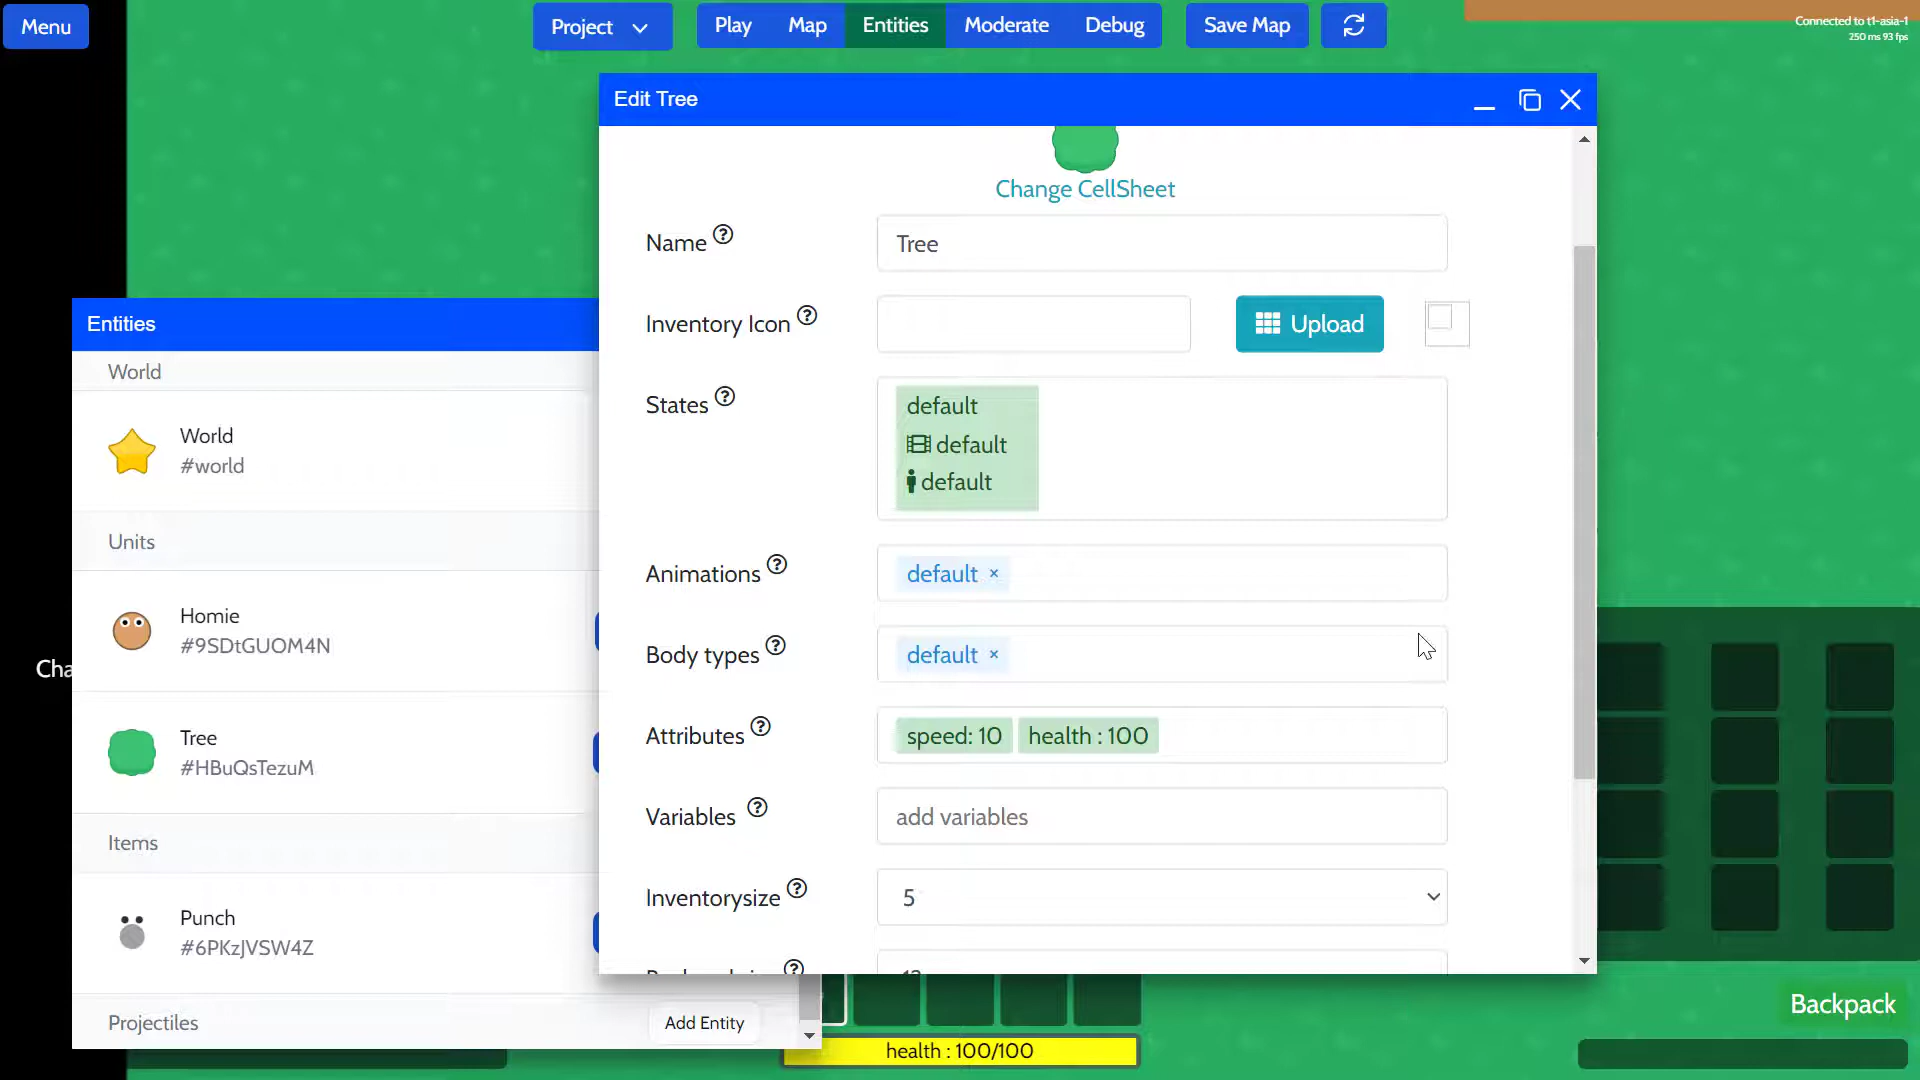 Menu
Project
Play
Map
Entities
Moderate
Debug
Save Map
Connected to t1-asia-1
250 ms 93 fps
Edit Tree
Change CellSheet
Name
Tree
Inventory Icon
Upload
States
default
default
default
Animations
default ×
Body types
default ×
Attributes
speed: 10 health : 100
Variables
add variables
Inventorysize
5
Entities
World
World
#world
Units
Homie
#9SDtGUOM4N
Cha
Tree
#HBuQsTezuM
Items
Punch
#6PKzJVSW4Z
Projectiles
Add Entity
health : 100/100
Backpack